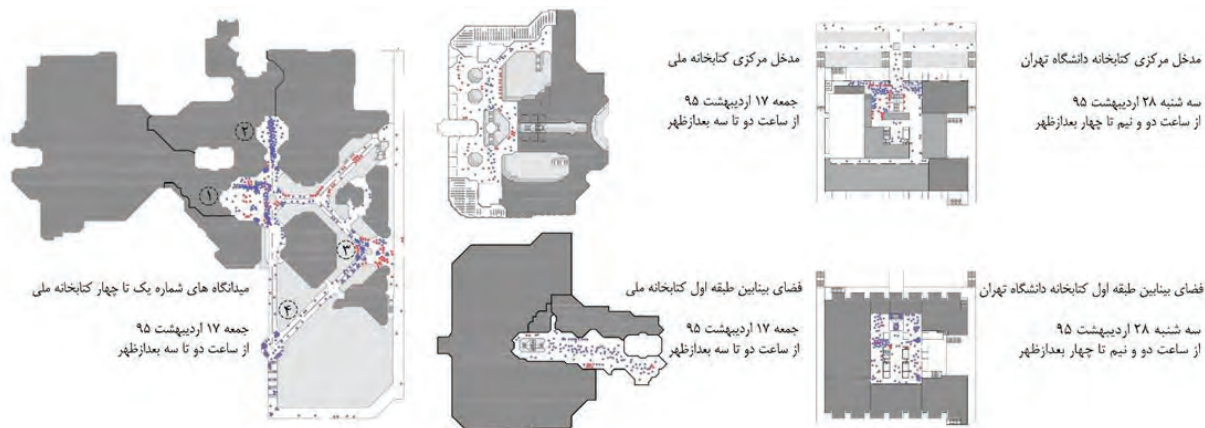 مدخل مرکزی کتابخانه دانشگاه تهران
سه شنبه ۲۸ اردیبهشت ۹۵
از ساعت دو و نیم تا چهار بعدازظهر
مدخل مرکزی کتابخانه ملی
جمعه ۱۷ اردیبهشت ۹۵
از ساعت دو تا سه بعدازظهر
۲
۱
۳
۴
میدانگاه های شماره یک تا چهار کتابخانه ملی
جمعه ۱۷ اردیبهشت ۹۵
از ساعت دو تا سه بعدازظهر
فضای بینابین طبقه اول کتابخانه دانشگاه تهران
سه شنبه ۲۸ اردیبهشت ۹۵
از ساعت دو و نیم تا چهار بعدازظهر
فضای بینابین طبقه اول کتابخانه ملی
جمعه ۱۷ اردیبهشت ۹۵
از ساعت دو تا سه بعدازظهر